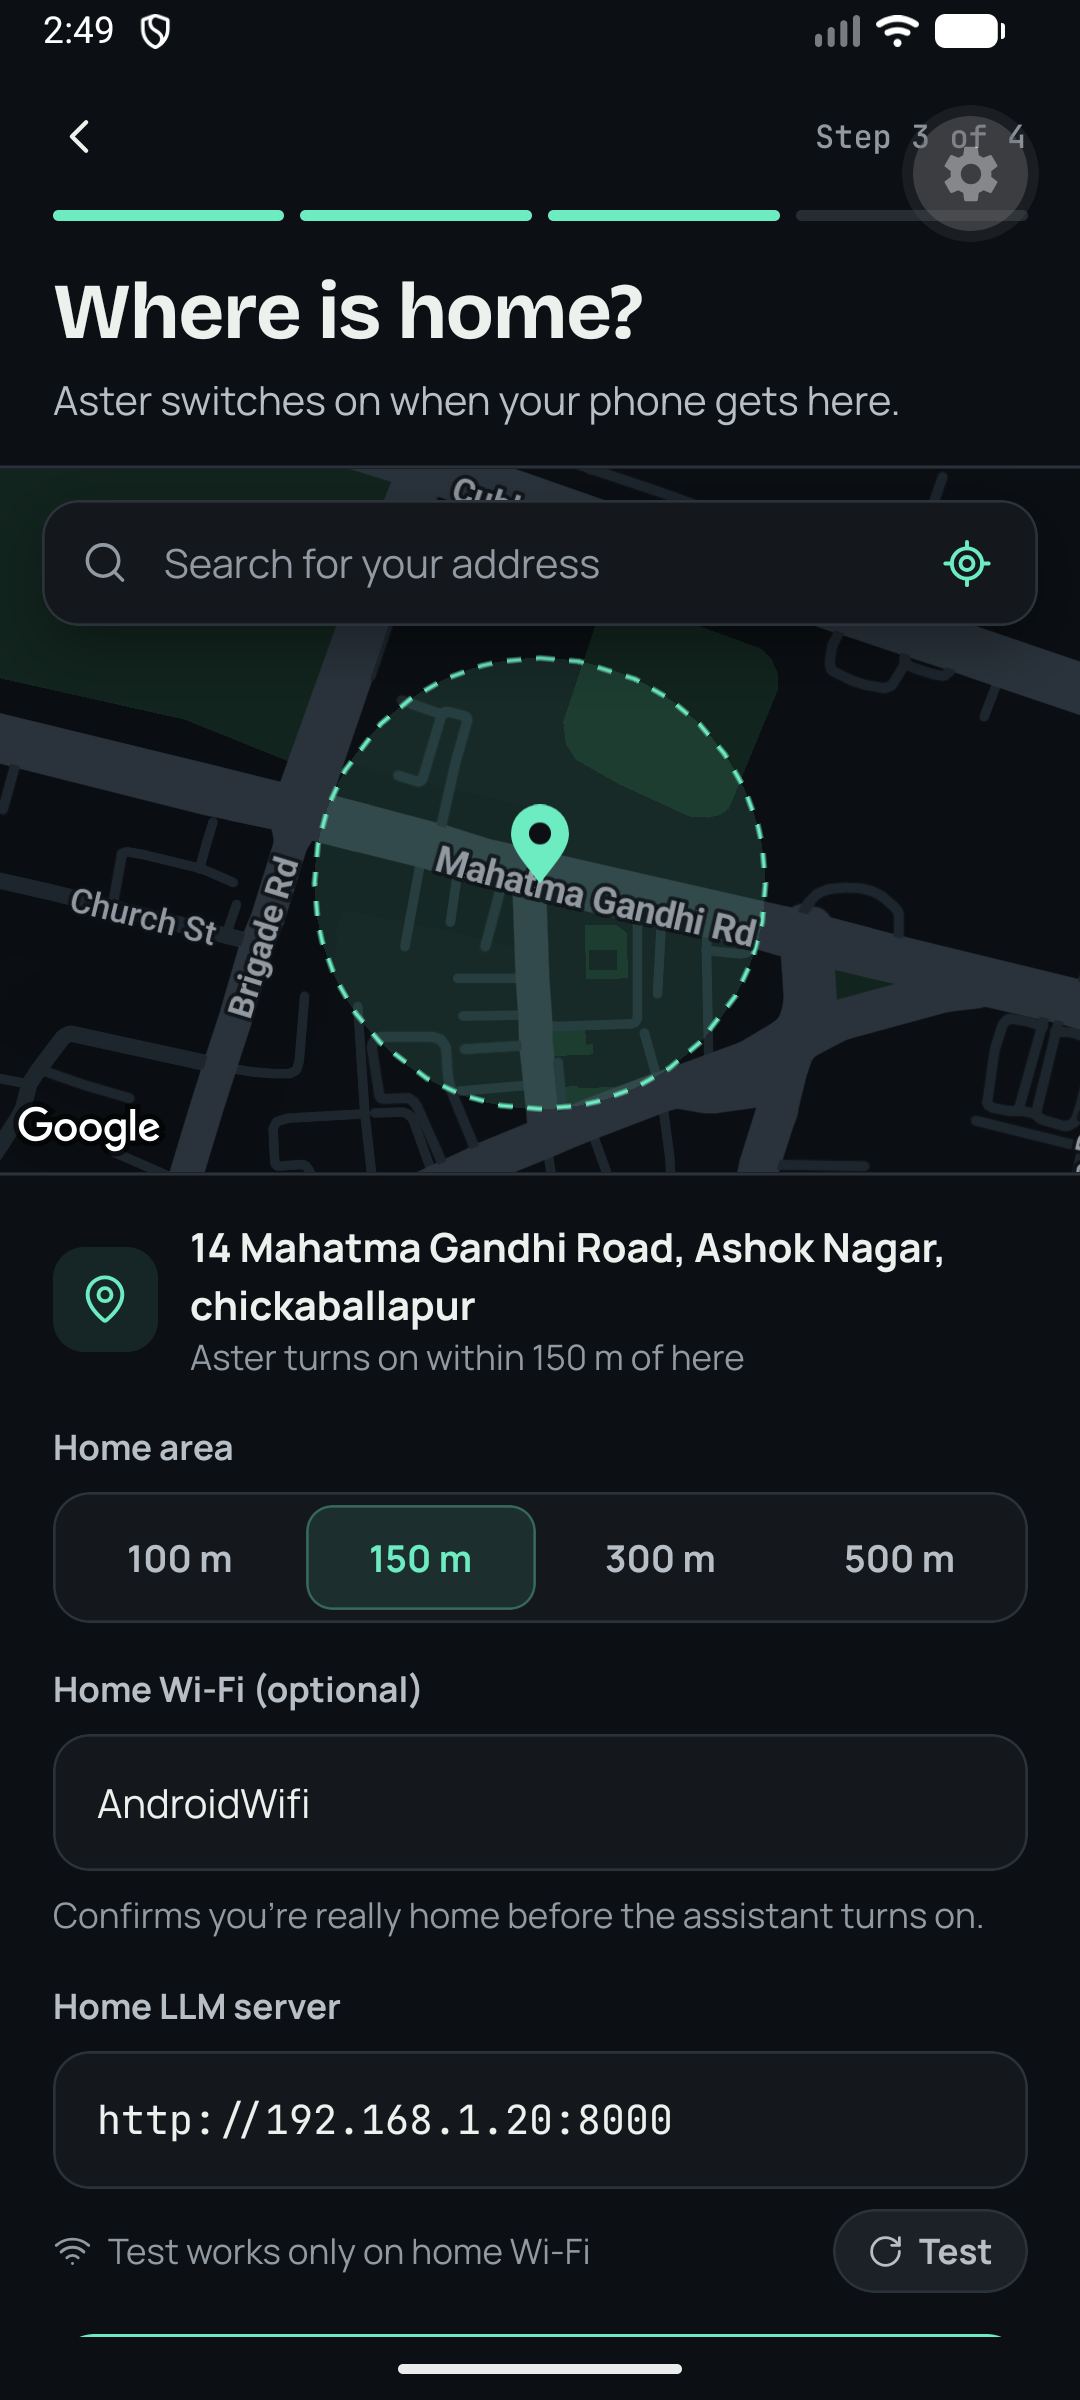 2:49
Step 3 of 4
Where is home?
Aster switches on when your phone gets here.
Search for your address
Mahatma Gandhi Rd
Church St
Brigade Rd
Google
14 Mahatma Gandhi Road, Ashok Nagar,
chickaballapur
Aster turns on within 150 m of here
Home area
100 m 150 m 300 m 500 m
Home Wi-Fi (optional)
AndroidWifi
Confirms you’re really home before the assistant turns on.
Home LLM server
http://192.168.1.20:8000
Test works only on home Wi-Fi Test